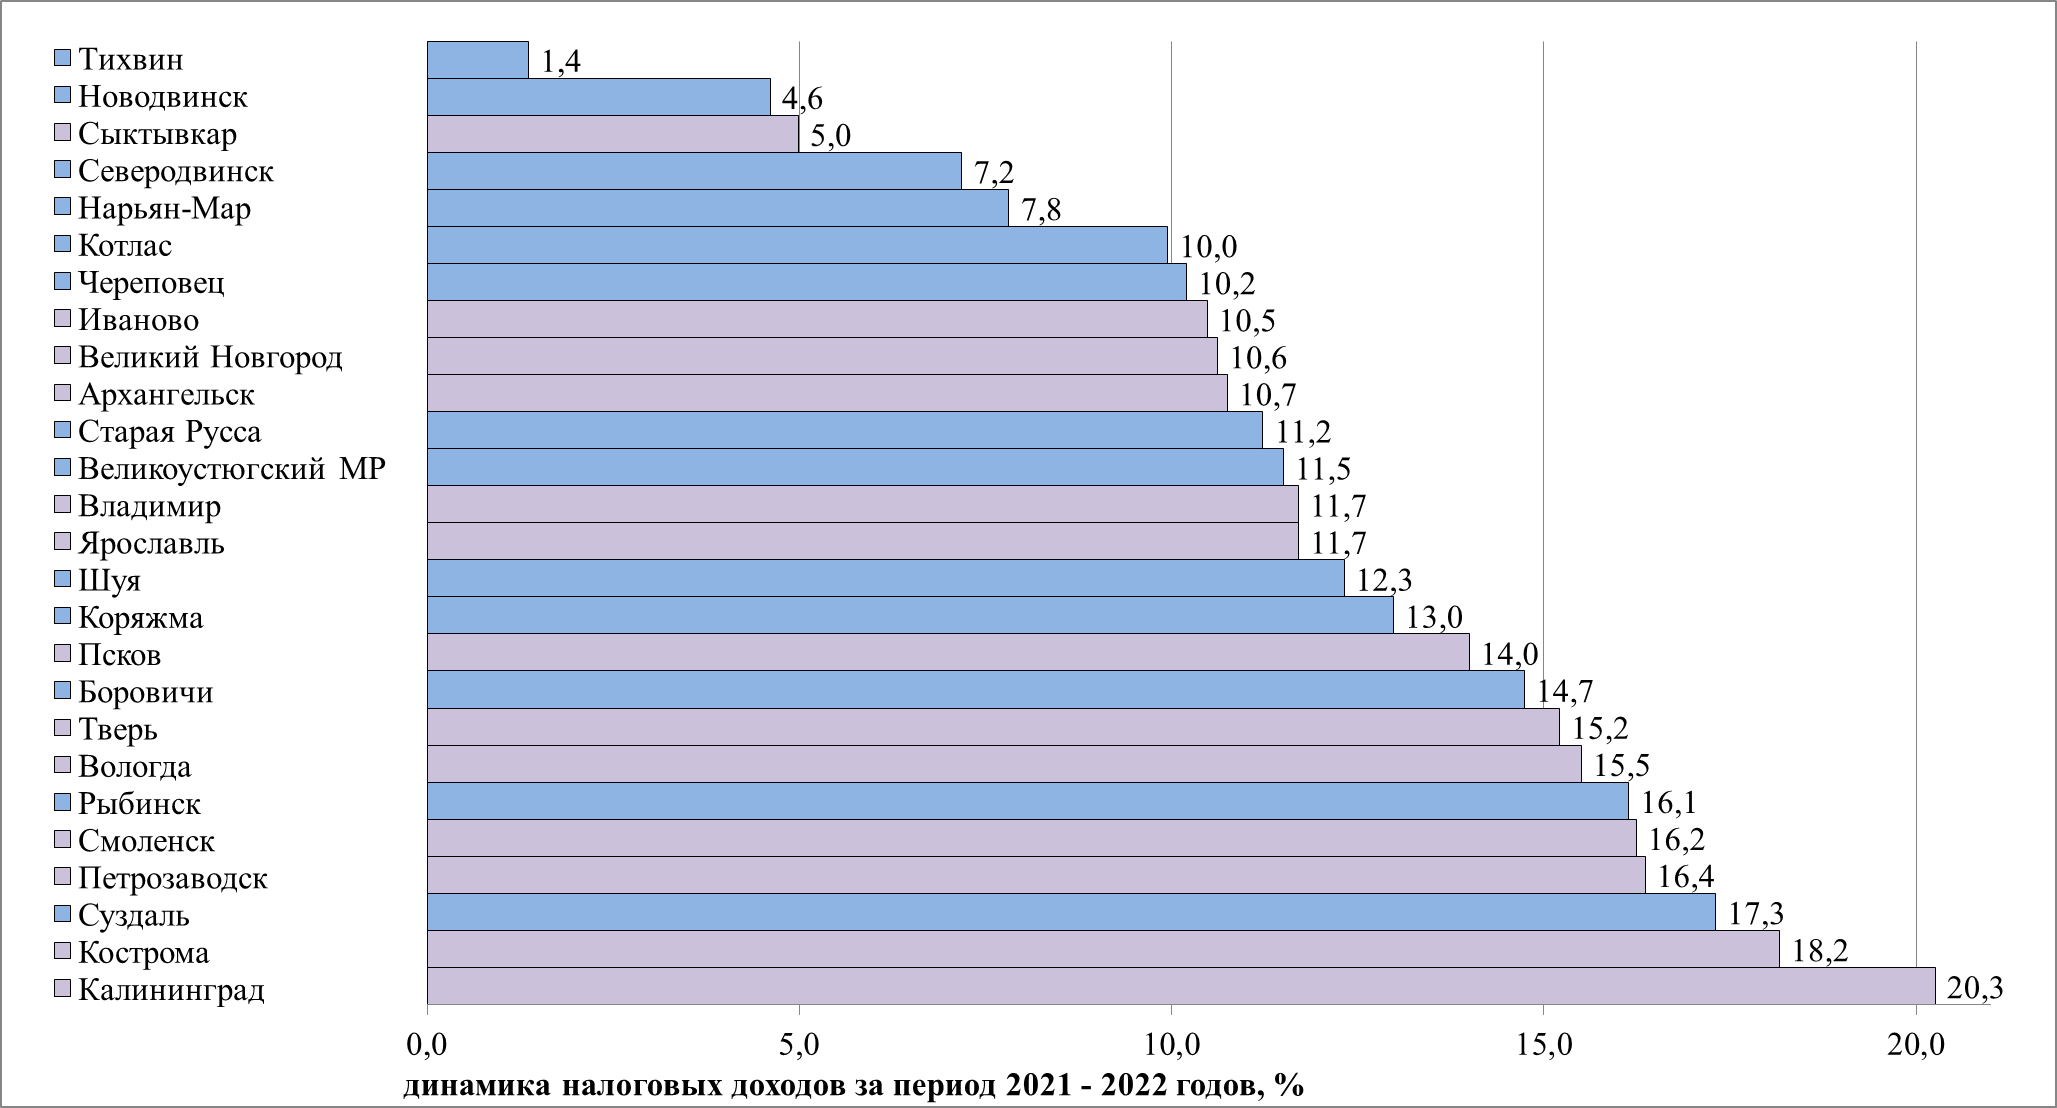 Тихвин 1,4
Новодвинск 4,6
Сыктывкар 5,0
Северодвинск 7,2
Нарьян-Мар 7,8
Котлас 10,0
Череповец 10,2
Иваново 10,5
Великий Новгород 10,6
Архангельск 10,7
Старая Русса 11,2
Великоустюгский МР 11,5
Владимир 11,7
Ярославль 11,7
Шуя 12,3
Коряжма 13,0
Псков 14,0
Боровичи 14,7
Тверь 15,2
Вологда 15,5
Рыбинск 16,1
Смоленск 16,2
Петрозаводск 16,4
Суздаль 17,3
Кострома 18,2
Калининград 20,3
0,0 5,0 10,0 15,0 20,0
динамика налоговых доходов за период 2021 - 2022 годов, %